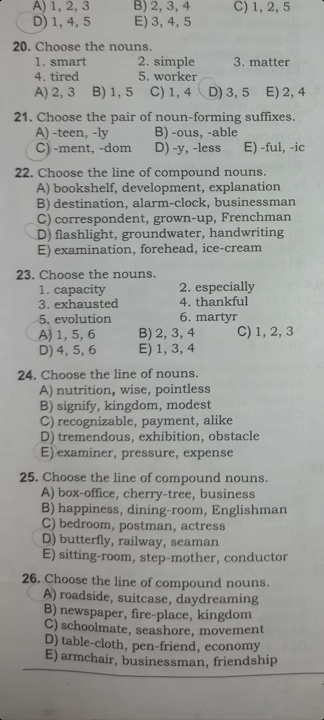 A) 1, 2, 3 B) 2, 3, 4 C) 1, 2, 5
D) 1, 4, 5 E) 3, 4, 5
20. Choose the nouns.
1. smart 2. simple 3. matter
4. tired 5. worker
A) 2, 3 B) 1, 5 C) 1, 4 D) 3, 5 E) 2, 4
21. Choose the pair of noun-forming suffixes.
A) -teen, -ly B) -ous, -able
C) -ment, -dom D) -y, -less E) -ful, -ic
22. Choose the line of compound nouns.
A) bookshelf, development, explanation
B) destination, alarm-clock, businessman
C) correspondent, grown-up, Frenchman
D) flashlight, groundwater, handwriting
E) examination, forehead, ice-cream
23. Choose the nouns.
1. capacity 2. especially
3. exhausted 4. thankful
5. evolution 6. martyr
A) 1, 5, 6 B) 2, 3, 4 C) 1, 2, 3
D) 4, 5, 6 E) 1, 3, 4
24. Choose the line of nouns.
A) nutrition, wise, pointless
B) signify, kingdom, modest
C) recognizable, payment, alike
D) tremendous, exhibition, obstacle
E) examiner, pressure, expense
25. Choose the line of compound nouns.
A) box-office, cherry-tree, business
B) happiness, dining-room, Englishman
C) bedroom, postman, actress
D) butterfly, railway, seaman
E) sitting-room, step-mother, conductor
26. Choose the line of compound nouns.
A) roadside, suitcase, daydreaming
B) newspaper, fire-place, kingdom
C) schoolmate, seashore, movement
D) table-cloth, pen-friend, economy
E) armchair, businessman, friendship